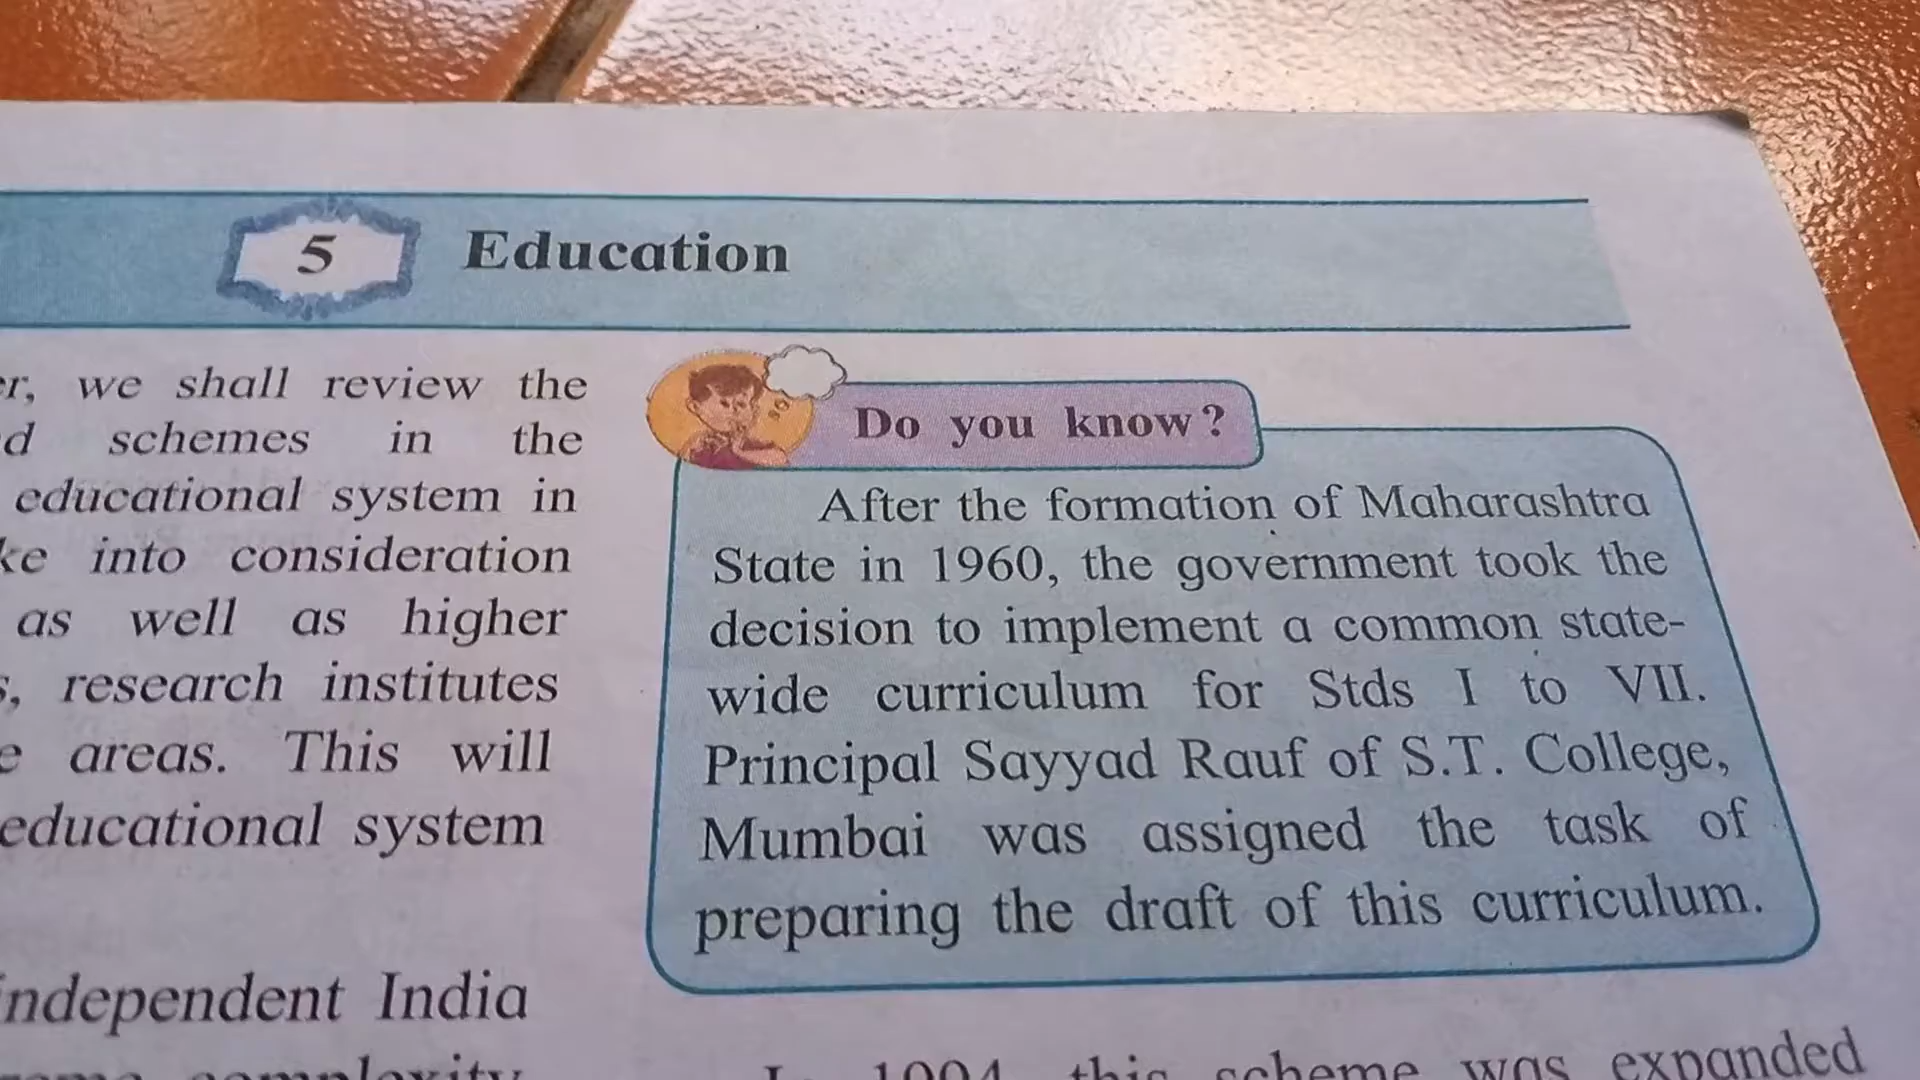 5 Education
we shall review the
schemes in the
educational system in
into consideration
as well as higher
research institutes
areas. This will
educational system
India
Do you know?
After the formation of Maharashtra
State in 1960, the government took the
decision to implement a common state-
wide curriculum for Stds I to VII.
Principal Sayyad Rauf of S.T. College,
Mumbai was assigned the task of
preparing the draft of this curriculum.
this scheme was expanded